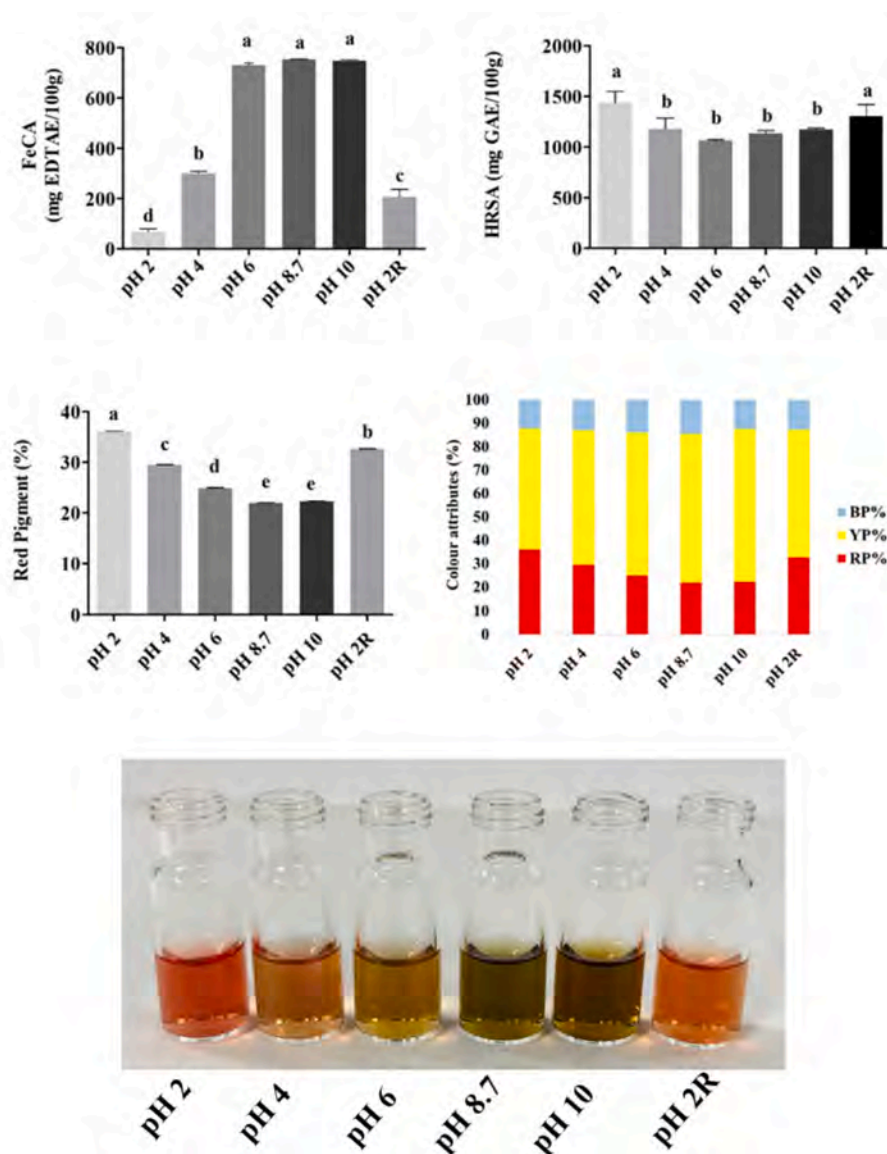 FeCA
(mg EDTAE/100g)
800
600
400
200
0
d
b
a
a
a
c
pH 2
pH 4
pH 6
pH 8.7
pH 10
pH 2R
HRSA (mg GAE/100g)
2000
1500
1000
500
0
a
b
b
b
b
a
pH 2
pH 4
pH 6
pH 8.7
pH 10
pH 2R
Red Pigment (%)
40
30
20
10
0
a
c
d
e
e
b
pH 2
pH 4
pH 6
pH 8.7
pH 10
pH 2R
Colour attributes (%)
100
90
80
70
60
50
40
30
20
10
0
pH 2
pH 4
pH 6
pH 8.7
pH 10
pH 2R
BP%
YP%
RP%
pH 2
pH 4
pH 6
pH 8.7
pH 10
pH 2R